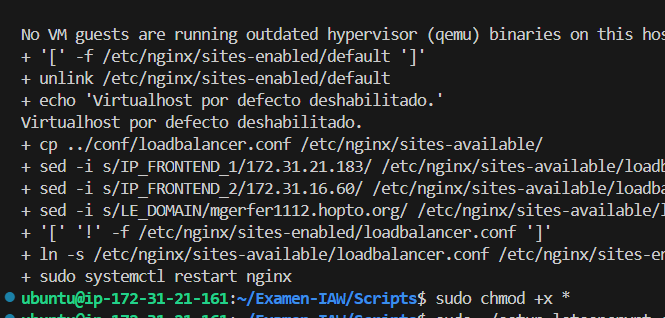 No VM guests are running outdated hypervisor (qemu) binaries on this hos
+ '[' -f /etc/nginx/sites-enabled/default ']'
+ unlink /etc/nginx/sites-enabled/default
+ echo 'Virtualhost por defecto deshabilitado.'
Virtualhost por defecto deshabilitado.
+ cp ../conf/loadbalancer.conf /etc/nginx/sites-available/
+ sed -i s/IP_FRONTEND_1/172.31.21.183/ /etc/nginx/sites-available/loadb
+ sed -i s/IP_FRONTEND_2/172.31.16.60/ /etc/nginx/sites-available/loadba
+ sed -i s/LE_DOMAIN/mgerfer1112.hopto.org/ /etc/nginx/sites-available/l
+ '[' '!' -f /etc/nginx/sites-enabled/loadbalancer.conf ']'
+ ln -s /etc/nginx/sites-available/loadbalancer.conf /etc/nginx/sites-en
+ sudo systemctl restart nginx
ubuntu@ip-172-31-21-161:~/Examen-IAW/Scripts$ sudo chmod +x *